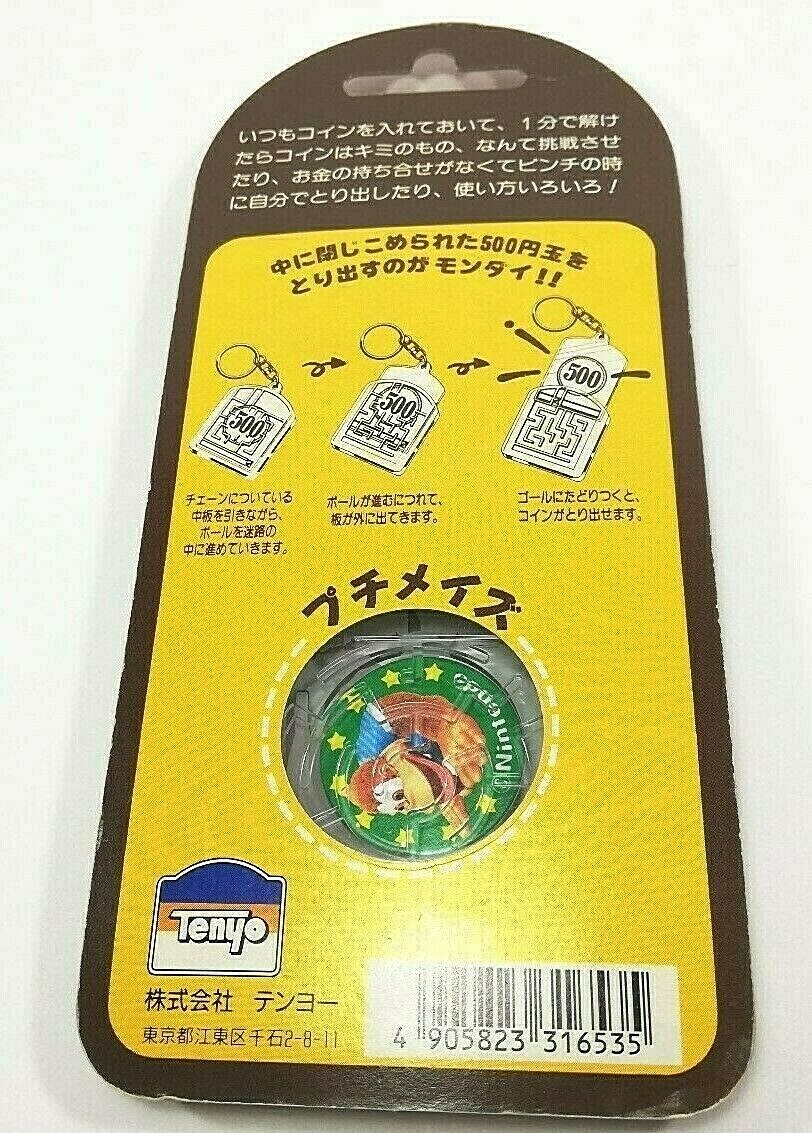 いつもコインを入れておいて、1分で解け
たらコインはキミのもの、なんて挑戦させ
たり、お金の持ち合せがなくてピンチの時
に自分でとり出したり、使い方いろいろ！
中に閉じこめられた500円玉を
とり出すのがモンダイ!!
500
500
500
チェーンについている
中板を引きながら、
ボールを迷路の
中に進めていきます。
ボールが進むにつれて、
板が外に出てきます。
ゴールにたどりつくと、
コインがとり出せます。
プチメイズ
Nintendo
Tenyo
株式会社 テンヨー
東京都江東区千石2-8-11
4 905823 316535